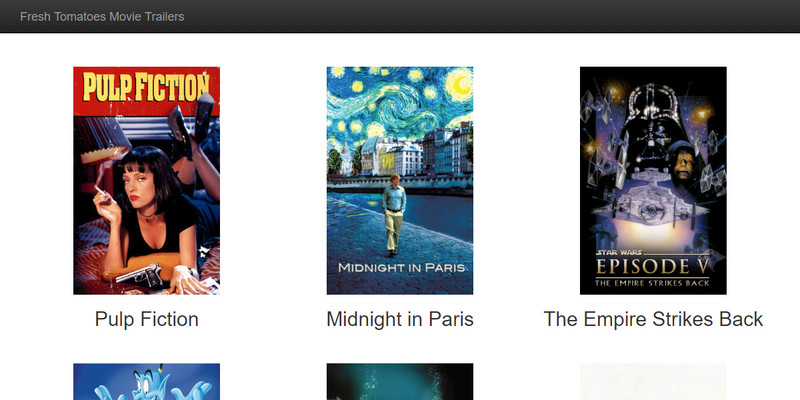 Fresh Tomatoes Movie Trailers
PULP FICTION
MIDNIGHT IN PARIS
STAR WARS
EPISODE V
THE EMPIRE STRIKES BACK
Pulp Fiction
Midnight in Paris
The Empire Strikes Back